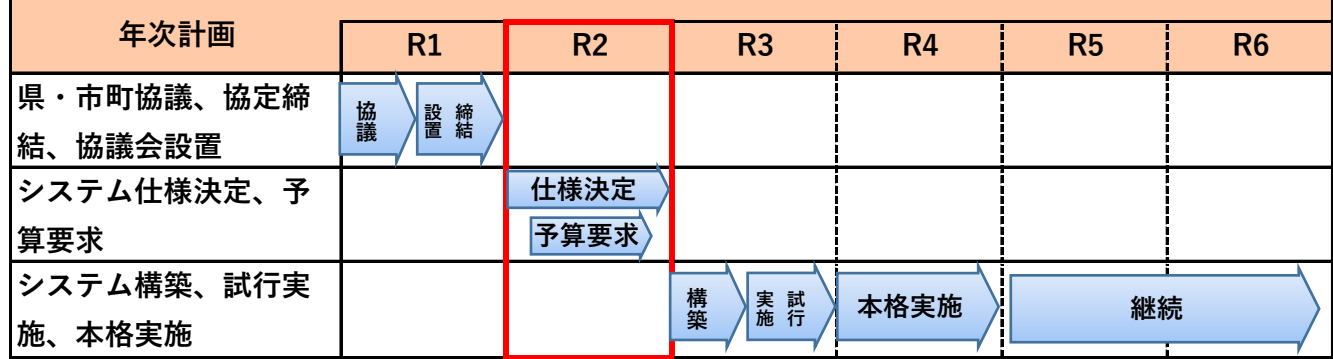 年次計画
R1
R2
R3
R4
R5
R6
県・市町協議、協定締
結、協議会設置
協議
設置
締結
システム仕様決定、予
算要求
仕様決定
予算要求
システム構築、試行実
施、本格実施
構築
試行
実施
本格実施
継続